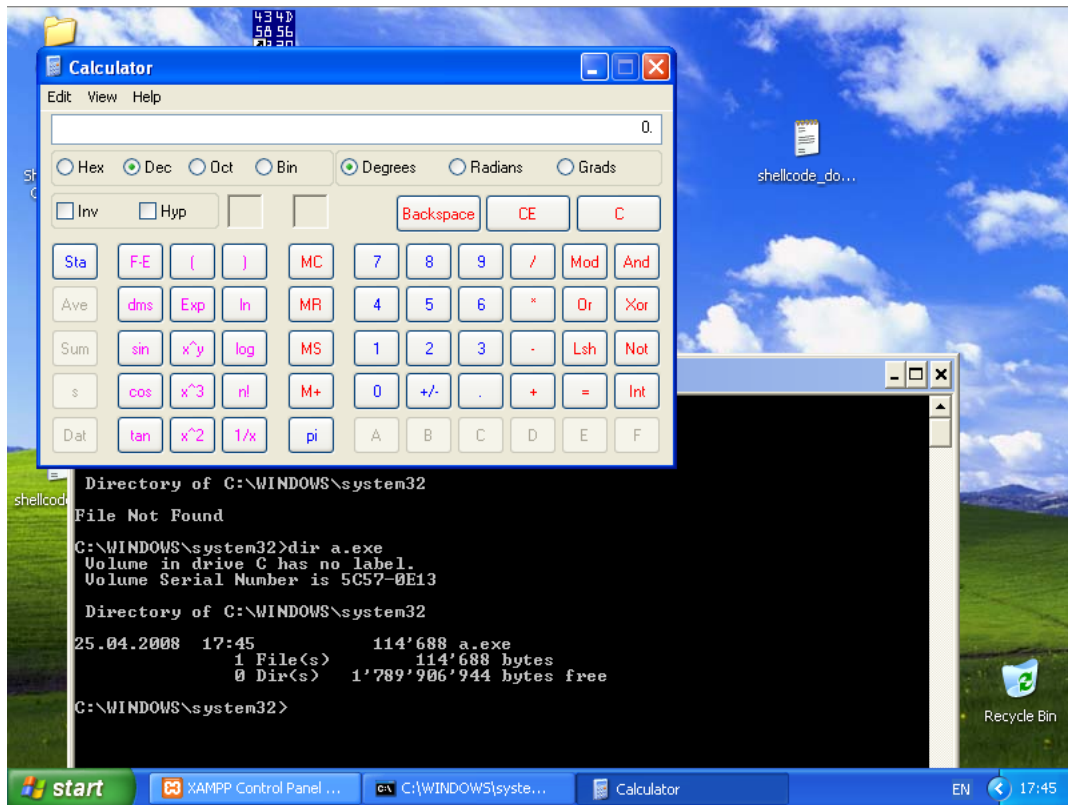 434D
5856
Calculator
Edit View Help
0.
Hex Dec Oct Bin Degrees Radians Grads
Inv Hyp Backspace CE C
Sta F-E ( ) MC 7 8 9 / Mod And
Ave dms Exp ln MR 4 5 6 * Or Xor
Sum sin x^y log MS 1 2 3 - Lsh Not
s cos x^3 n! M+ 0 +/- . + = Int
Dat tan x^2 1/x pi A B C D E F
shellcode_do...
shellcod
Directory of C:\WINDOWS\system32
File Not Found
C:\WINDOWS\system32>dir a.exe
Volume in drive C has no label.
Volume Serial Number is 5C57-0E13
Directory of C:\WINDOWS\system32
25.04.2008 17:45 114'688 a.exe
1 File(s) 114'688 bytes
0 Dir(s) 1'789'906'944 bytes free
C:\WINDOWS\system32>
Recycle Bin
start XAMPP Control Panel ... C:\WINDOWS\syste... Calculator EN 17:45